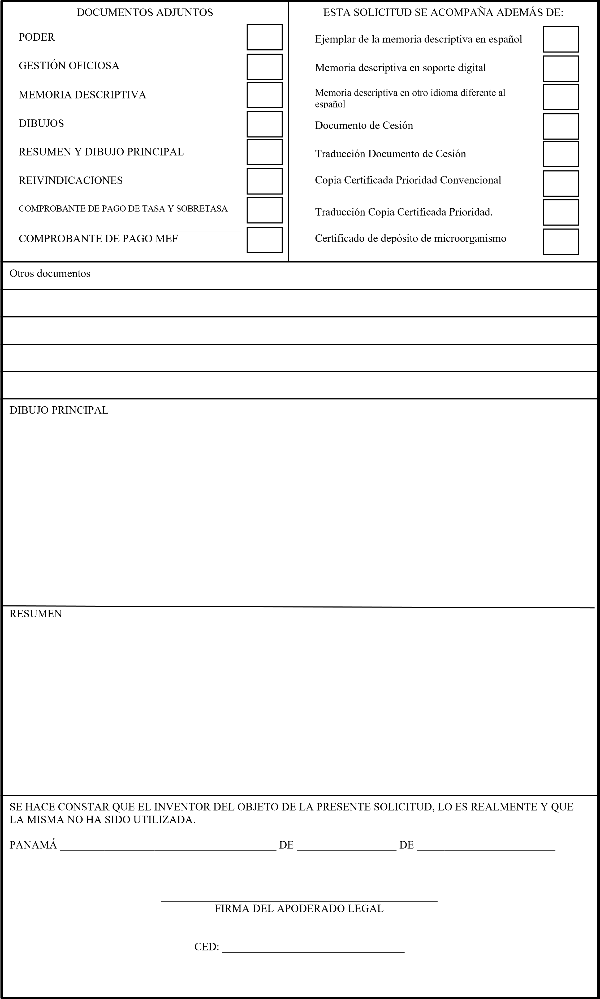 DOCUMENTOS ADJUNTOS
PODER
GESTIÓN OFICIOSA
MEMORIA DESCRIPTIVA
DIBUJOS
RESUMEN Y DIBUJO PRINCIPAL
REIVINDICACIONES
COMPROBANTE DE PAGO DE TASA Y SOBRETASA
COMPROBANTE DE PAGO MEF
ESTA SOLICITUD SE ACOMPAÑA ADEMÁS DE:
Ejemplar de la memoria descriptiva en español
Memoria descriptiva en soporte digital
Memoria descriptiva en otro idioma diferente al
español
Documento de Cesión
Traducción Documento de Cesión
Copia Certificada Prioridad Convencional
Traducción Copia Certificada Prioridad.
Certificado de depósito de microorganismo
Otros documentos
DIBUJO PRINCIPAL
RESUMEN
SE HACE CONSTAR QUE EL INVENTOR DEL OBJETO DE LA PRESENTE SOLICITUD, LO ES REALMENTE Y QUE
LA MISMA NO HA SIDO UTILIZADA.
PANAMÁ _______________________________________ DE __________________ DE _________________________
FIRMA DEL APODERADO LEGAL
CED: _________________________________